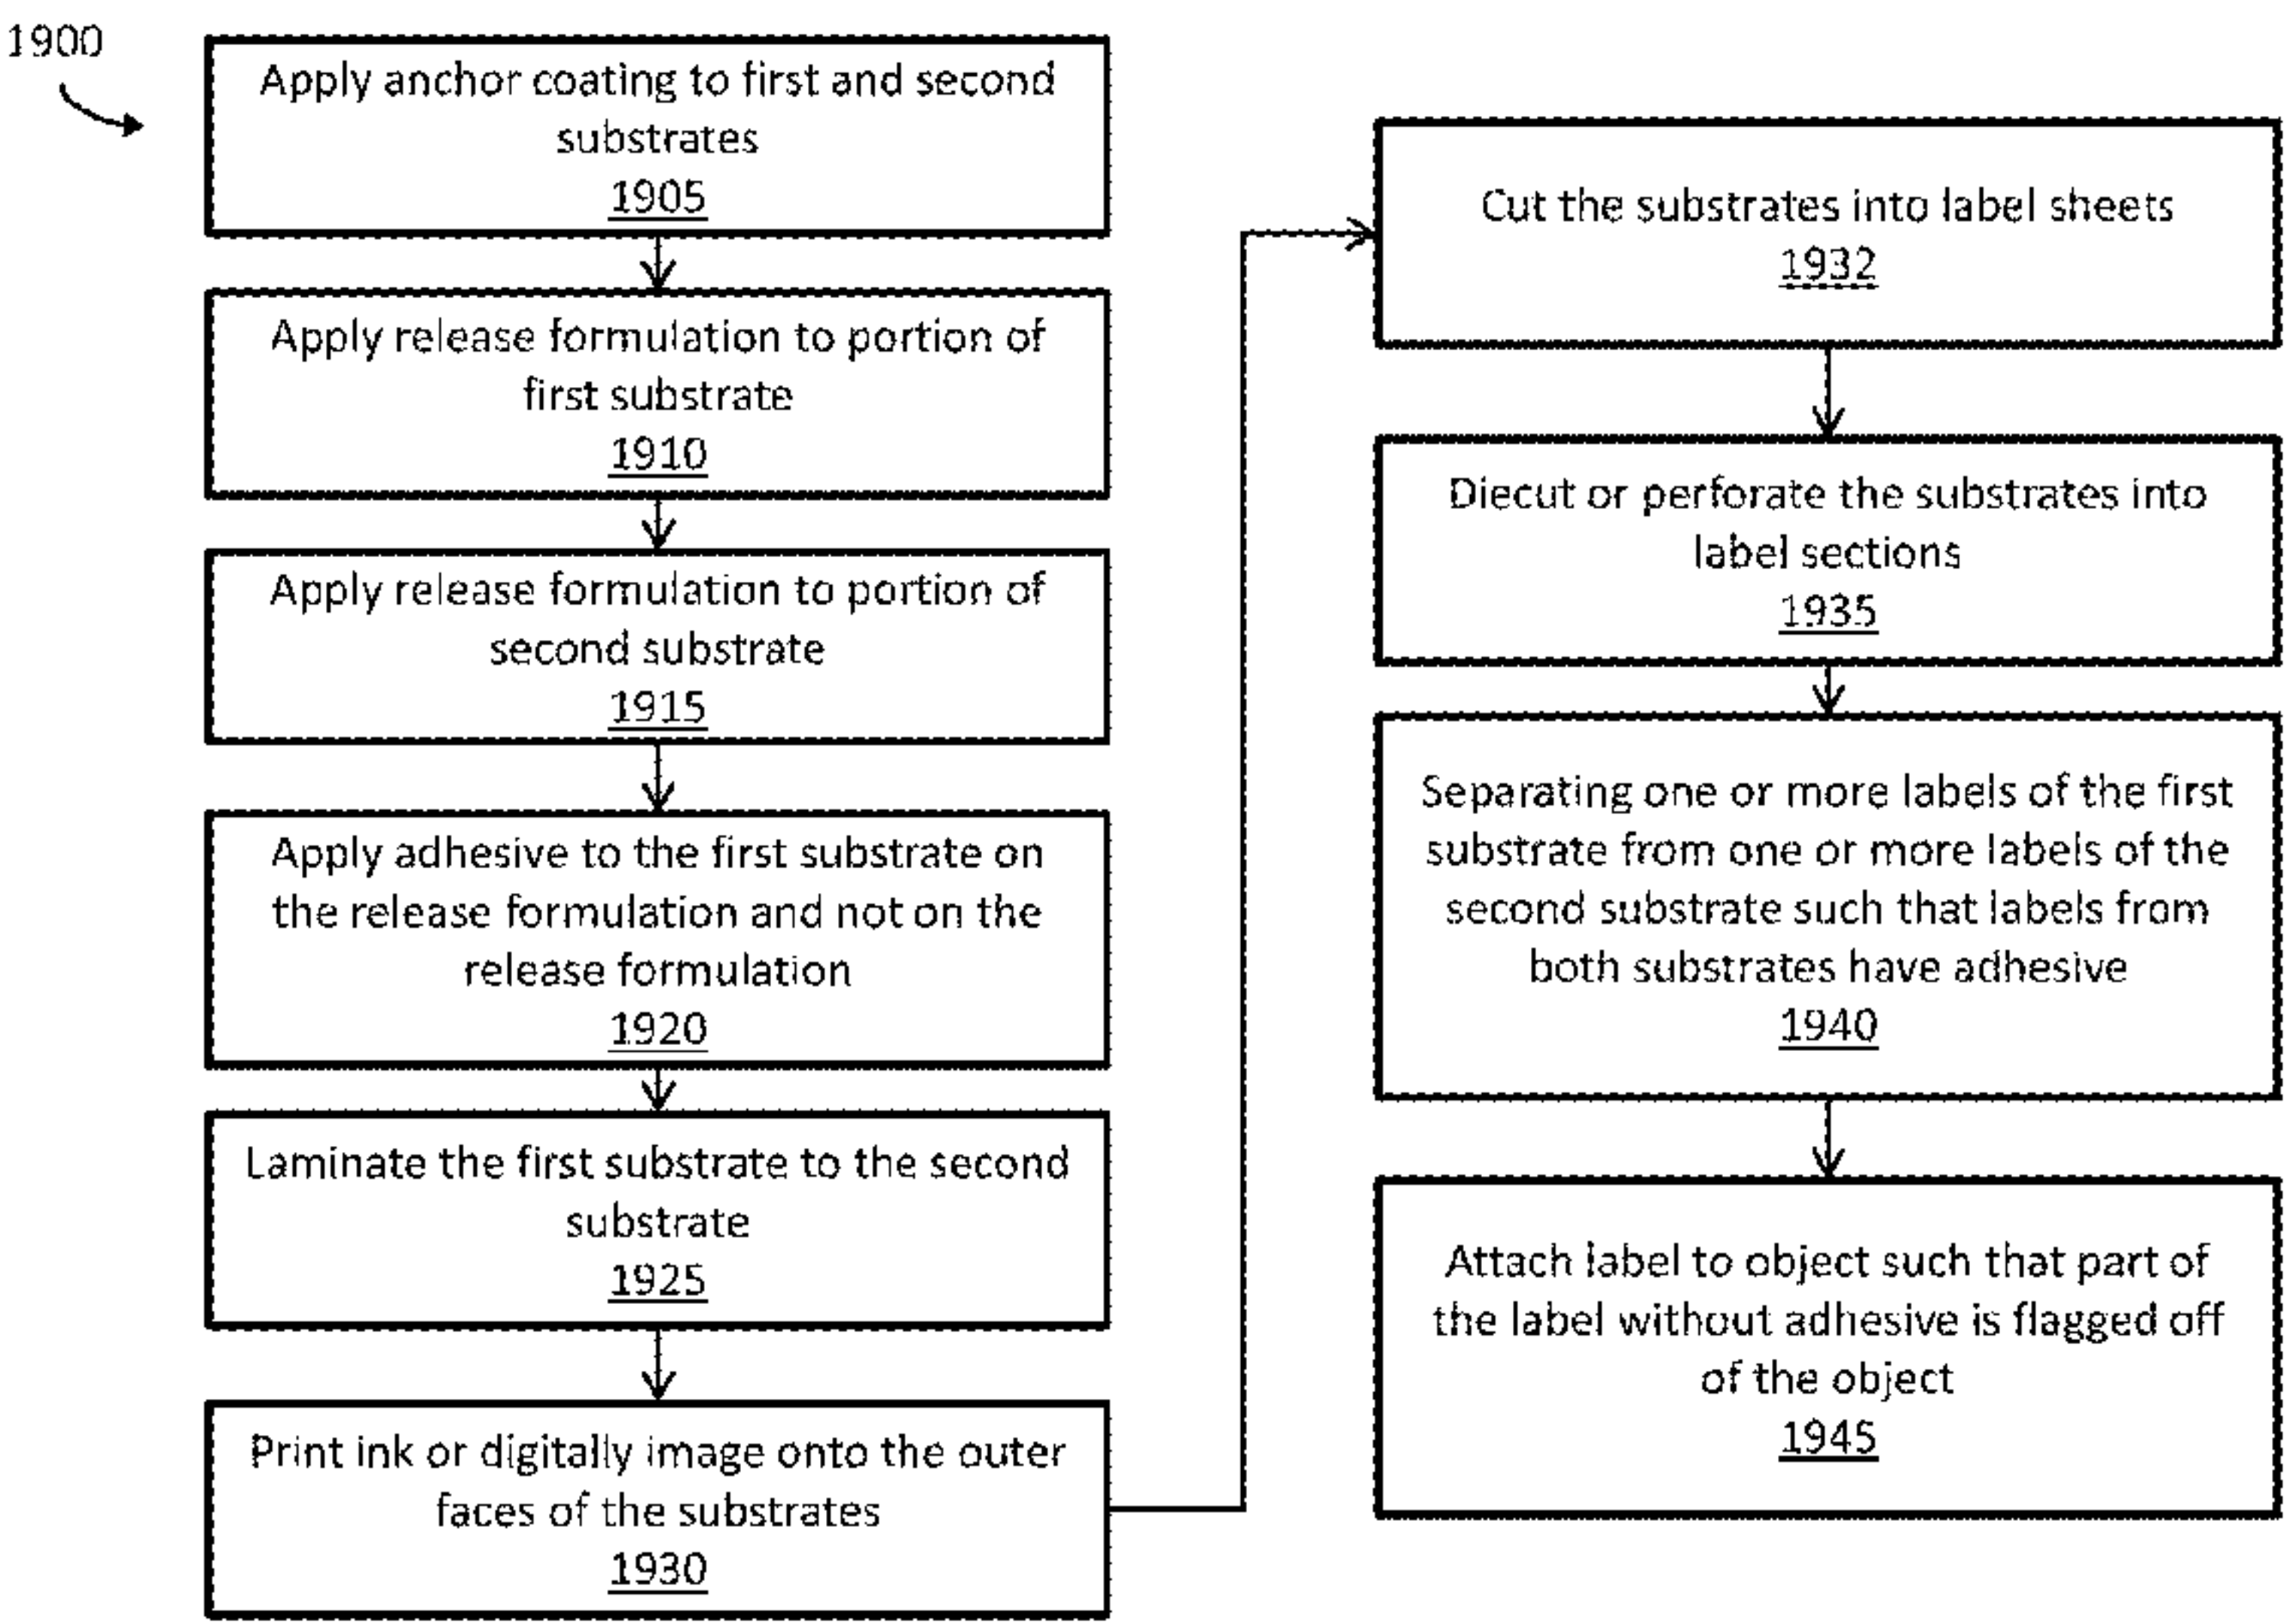 1900
Apply anchor coating to first and second
substrates
1905
Apply release formulation to portion of
first substrate
1910
Apply release formulation to portion of
second substrate
1915
Apply adhesive to the first substrate on
the release formulation and not on the
release formulation
1920
Laminate the first substrate to the second
substrate
1925
Print ink or digitally image onto the outer
faces of the substrates
1930
Cut the substrates into label sheets
1932
Diecut or perforate the substrates into
label sections
1935
Separating one or more labels of the first
substrate from one or more labels of the
second substrate such that labels from
both substrates have adhesive
1940
Attach label to object such that part of
the label without adhesive is flagged off
of the object
1945